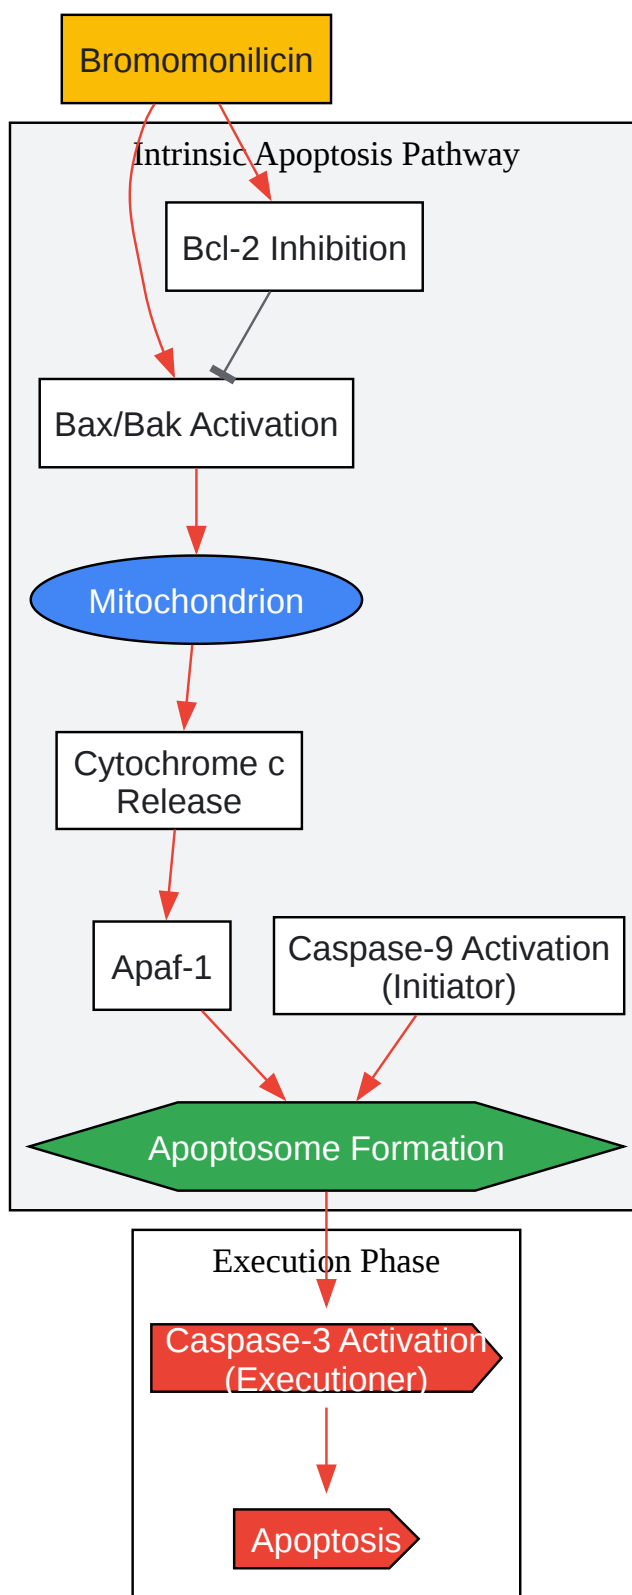 Bromomonilicin
Intrinsic Apoptosis Pathway
Bcl-2 Inhibition
Bax/Bak Activation
Mitochondrion
Cytochrome c
Release
Apaf-1
Caspase-9 Activation
(Initiator)
Apoptosome Formation
Execution Phase
Caspase-3 Activation
(Executioner)
Apoptosis